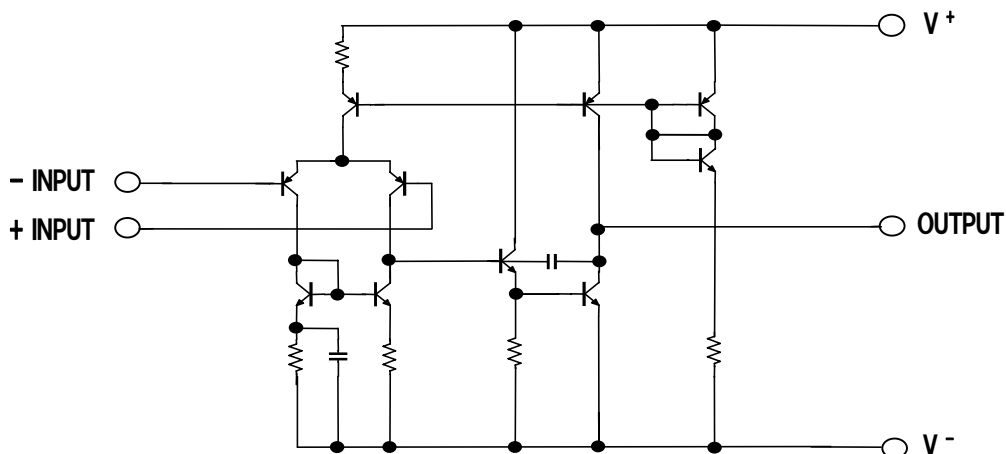 V +
- INPUT
+ INPUT
OUTPUT
V -